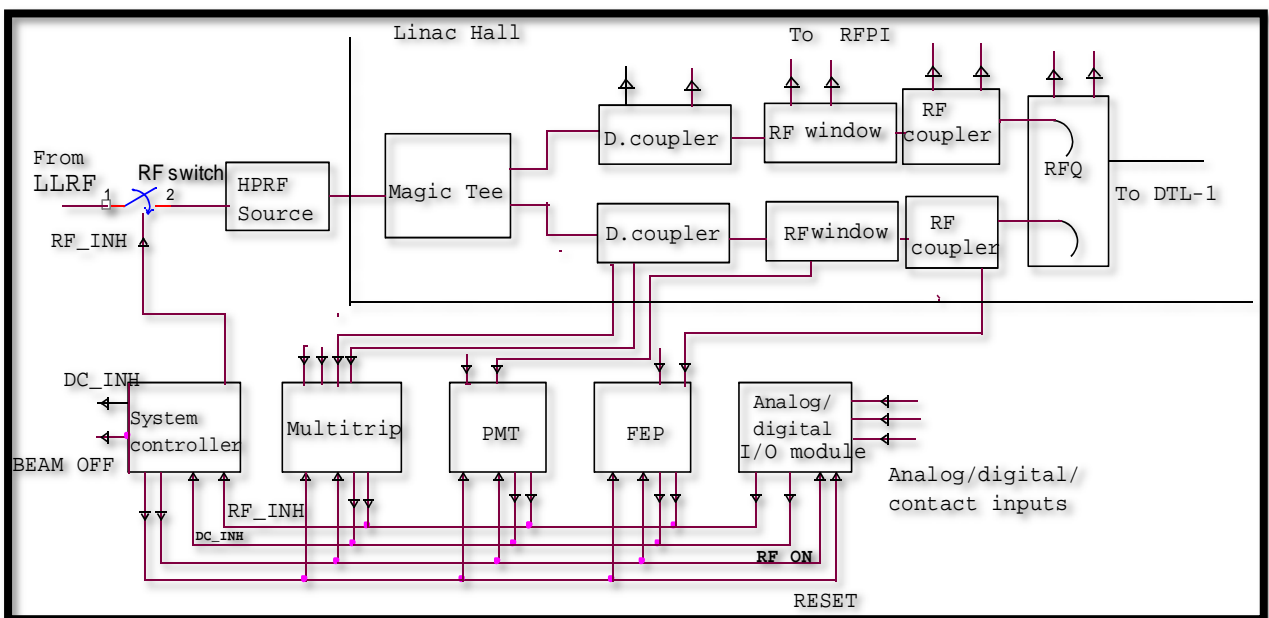 Linac Hall
To RFPI
From
LLRF
RF switch
1
2
HPRF
Source
Magic Tee
D.coupler
RF window
RF
coupler
RFQ
To DTL-1
D.coupler
RFwindow
RF
coupler
RF_INH
DC_INH
System
controller
BEAM OFF
Multitrip
PMT
FEP
Analog/
digital
I/O module
Analog/digital/
contact inputs
RF_INH
DC_INH
RF ON
RESET